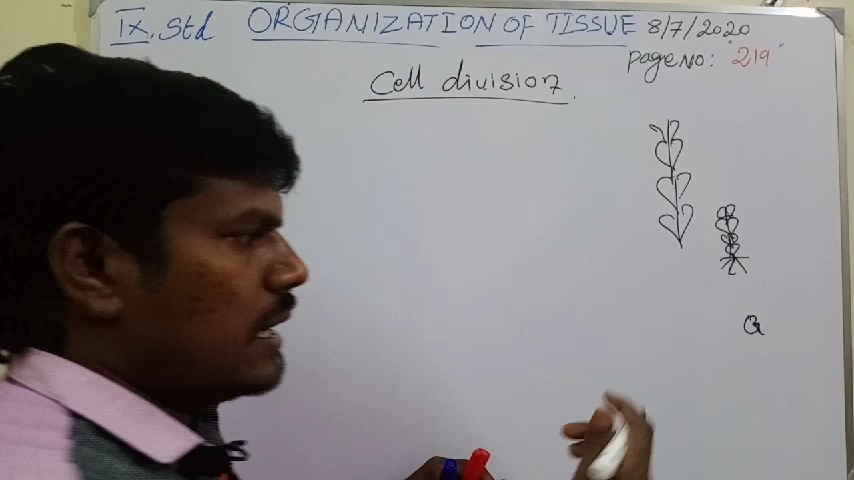 IX, Std ORGANIZATION OF TISSUE 8/7/2020
Page No: "219"
Cell division.